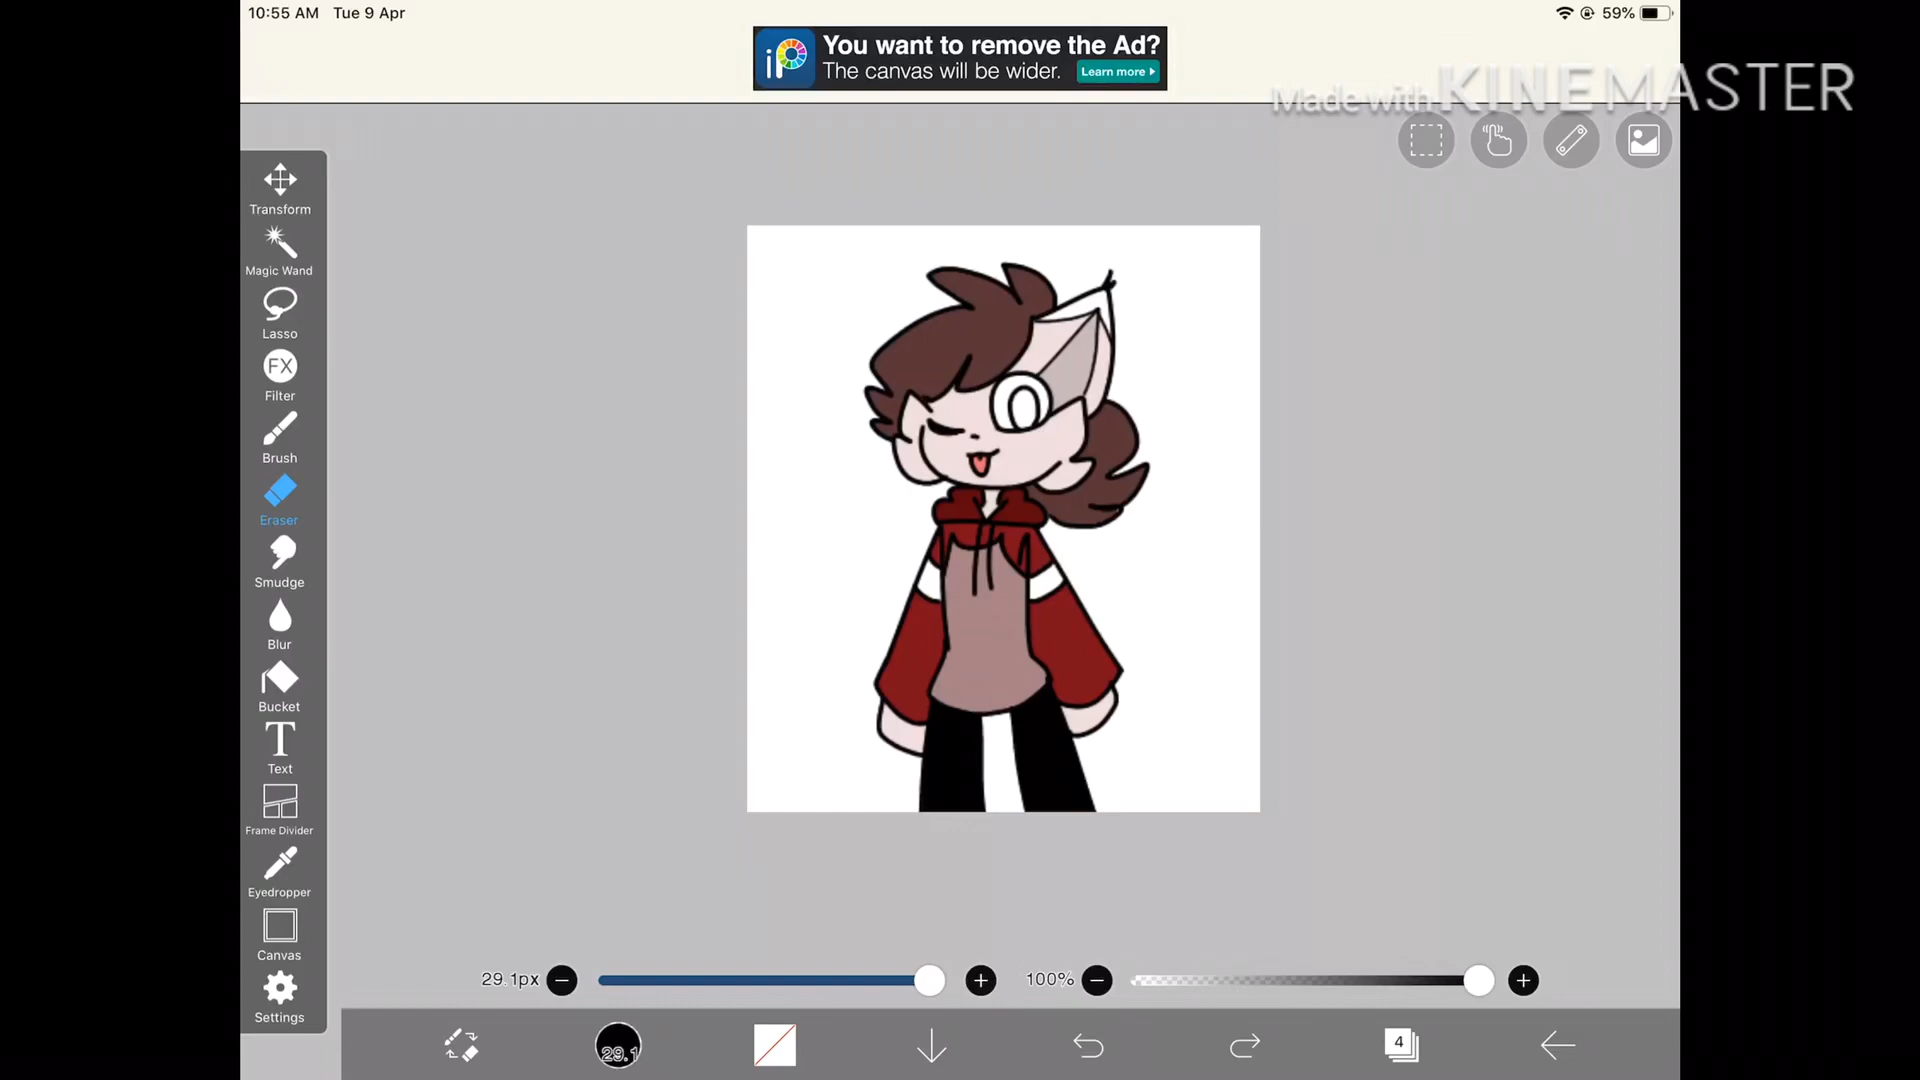 10:55 AM Tue 9 Apr
59%
iP
You want to remove the Ad?
The canvas will be wider. Learn more
Made with KINEMASTER
Transform
Magic Wand
Lasso
FX
Filter
Brush
Eraser
Smudge
Blur
Bucket
T
Text
Frame Divider
Eyedropper
Canvas
Settings
29.1px
100%
29.1
4